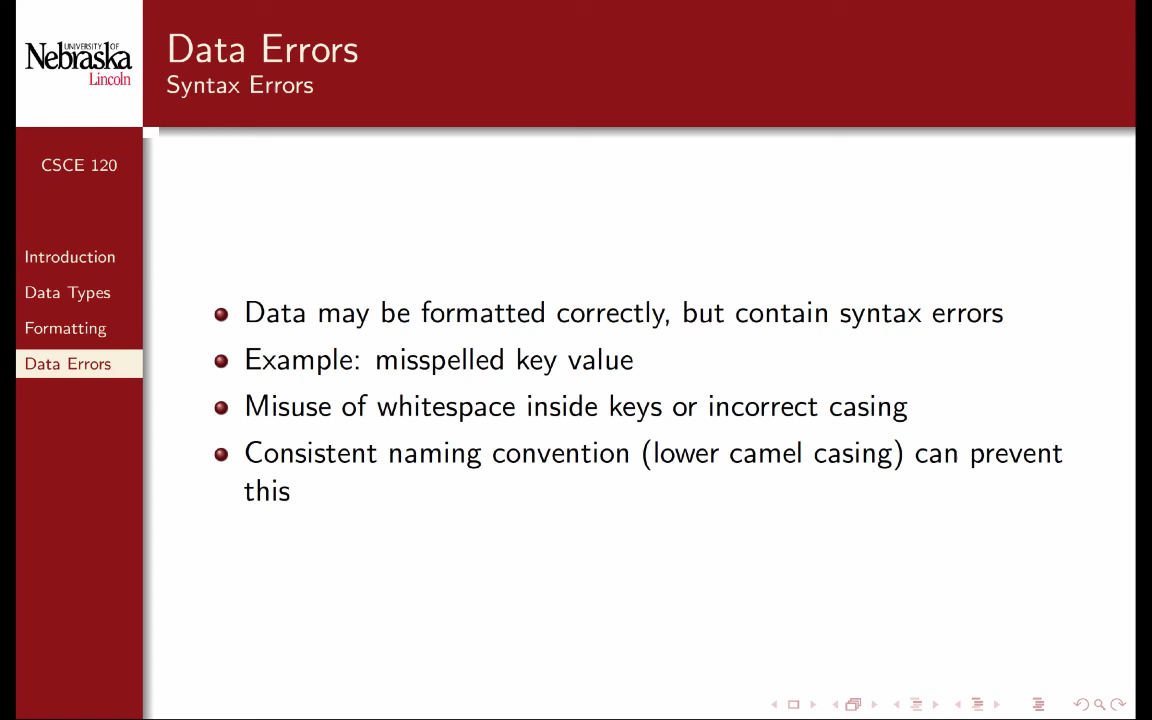 UNIVERSITY OF
Nebraska
Lincoln
Data Errors
Syntax Errors
CSCE 120
Introduction
Data Types
Formatting
Data Errors
Data may be formatted correctly, but contain syntax errors
Example: misspelled key value
Misuse of whitespace inside keys or incorrect casing
Consistent naming convention (lower camel casing) can prevent
this